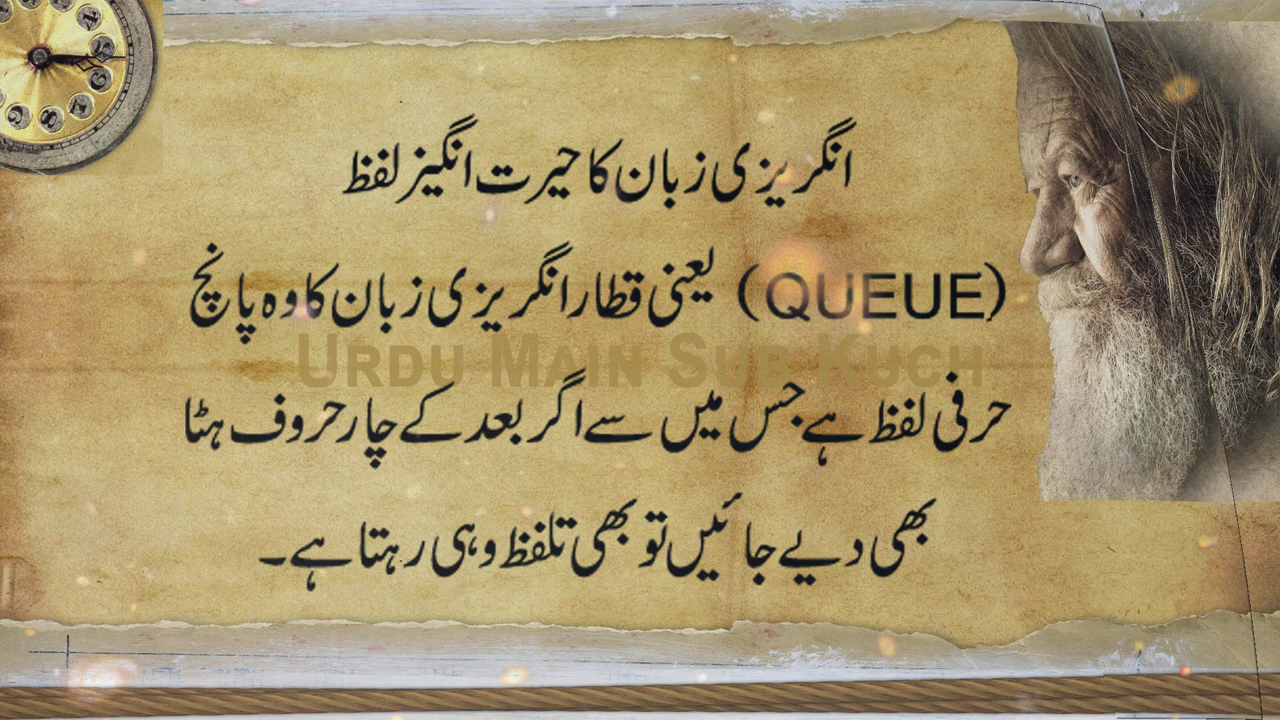 انگریزی زبان کا حیرت انگیز لفظ
(QUEUE) یعنی قطار انگریزی زبان کا وہ پانچ
Urdu Main Sub Kuch
حرفی لفظ ہے جس میں سے اگر بعد کے چار حروف ہٹا
بھی دیے جائیں تو بھی تلفظ وہی رہتا ہے۔